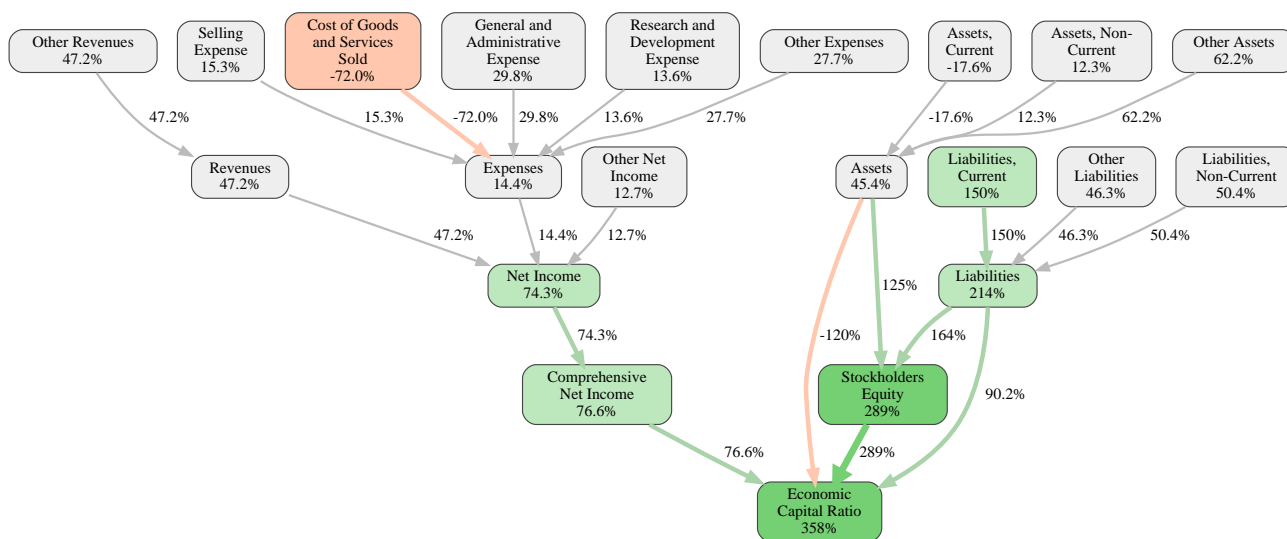 Other Revenues
47.2%
Selling
Expense
15.3%
Cost of Goods
and Services
Sold
-72.0%
General and
Administrative
Expense
29.8%
Research and
Development
Expense
13.6%
Other Expenses
27.7%
Assets,
Current
-17.6%
Assets, Non-
Current
12.3%
Other Assets
62.2%
47.2%
15.3%
-72.0%
29.8%
13.6%
27.7%
-17.6%
12.3%
62.2%
Revenues
47.2%
Expenses
14.4%
Other Net
Income
12.7%
Assets
45.4%
Liabilities,
Current
150%
Other
Liabilities
46.3%
Liabilities,
Non-Current
50.4%
47.2%
14.4%
12.7%
150%
46.3%
50.4%
Net Income
74.3%
Liabilities
214%
125%
74.3%
-120%
164%
Comprehensive
Net Income
76.6%
Stockholders
Equity
289%
90.2%
76.6%
289%
Economic
Capital Ratio
358%